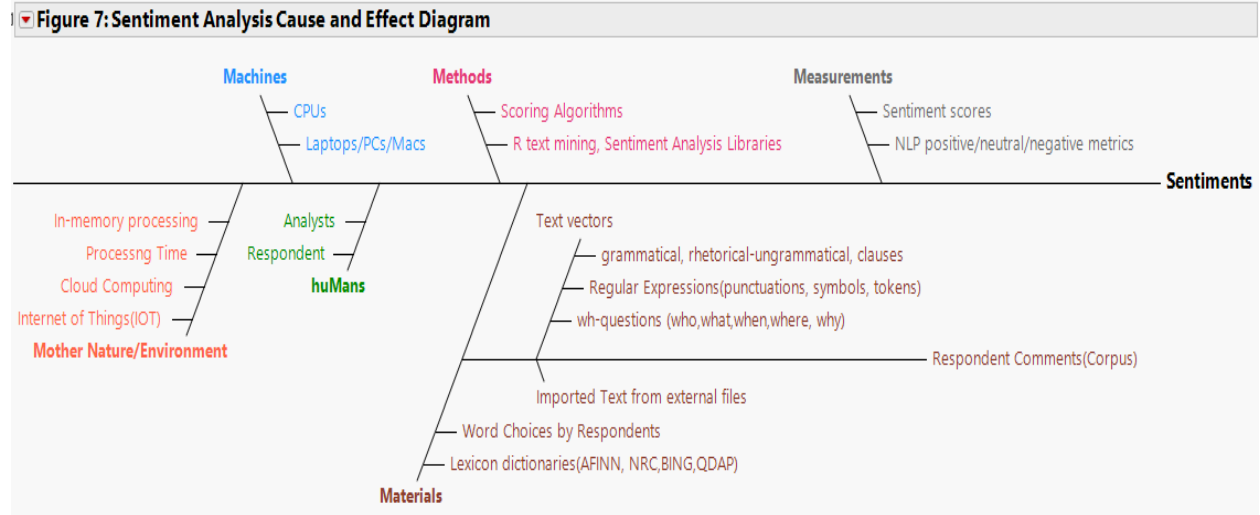 Figure 7: Sentiment Analysis Cause and Effect Diagram
Machines
CPUs
Laptops/PCs/Macs
Methods
Scoring Algorithms
R text mining, Sentiment Analysis Libraries
Measurements
Sentiment scores
NLP positive/neutral/negative metrics
Sentiments
In-memory processing
Processng Time
Cloud Computing
Internet of Things(IOT)
Mother Nature/Environment
Analysts
Respondent
huMans
Text vectors
grammatical, rhetorical-ungrammatical, clauses
Regular Expressions(punctuations, symbols, tokens)
wh-questions (who,what,when,where, why)
Respondent Comments(Corpus)
Imported Text from external files
Word Choices by Respondents
Lexicon dictionaries(AFINN, NRC,BING,QDAP)
Materials